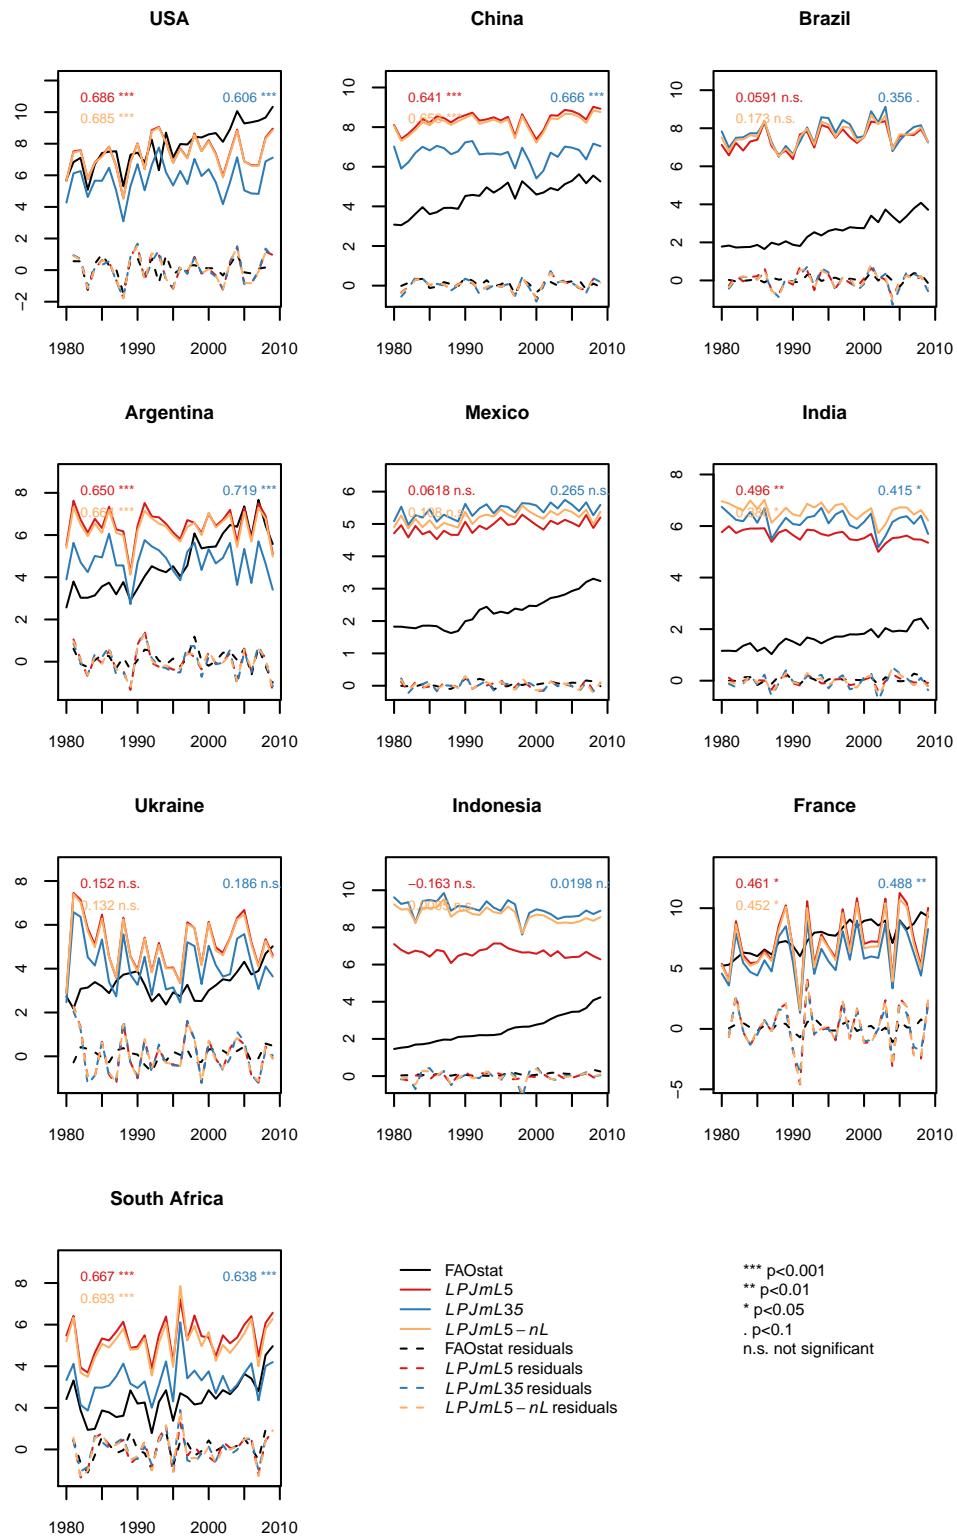 USA
China
Brazil
0.686 ***
0.606 ***
0.685 ***
0.641 ***
0.666 ***
0.0591 n.s.
0.356 .
0.173 n.s.
−2 0 2 4 6 8 10
0 2 4 6 8 10
0 2 4 6 8 10
1980 1990 2000 2010
1980 1990 2000 2010
1980 1990 2000 2010
Argentina
Mexico
India
0.650 ***
0.719 ***
0.0618 n.s.
0.265 n.s.
0.496 **
0.415 *
0 2 4 6 8
0 1 2 3 4 5 6
0 2 4 6 8
1980 1990 2000 2010
1980 1990 2000 2010
1980 1990 2000 2010
Ukraine
Indonesia
France
0.152 n.s.
0.186 n.s.
0.132 n.s.
−0.163 n.s.
0.0198 n.
0.461 *
0.488 **
0.452 *
0 2 4 6 8
0 2 4 6 8 10
−5 0 5 10
1980 1990 2000 2010
1980 1990 2000 2010
1980 1990 2000 2010
South Africa
0.667 ***
0.638 ***
0.693 ***
0 2 4 6 8
1980 1990 2000 2010
FAOstat
LPJmL5
LPJmL35
LPJmL5−nL
FAOstat residuals
LPJmL5 residuals
LPJmL35 residuals
LPJmL5−nL residuals
*** p<0.001
** p<0.01
* p<0.05
. p<0.1
n.s. not significant